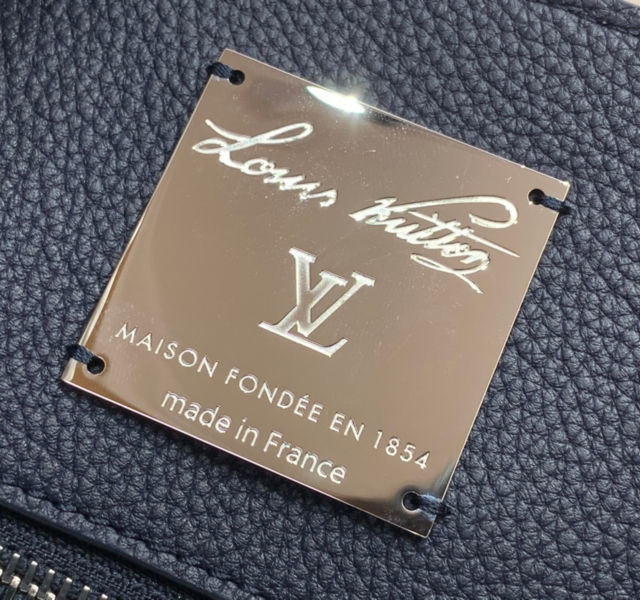 Louis Vuitton
LV
MAISON FONDÉE EN 1854
made in France